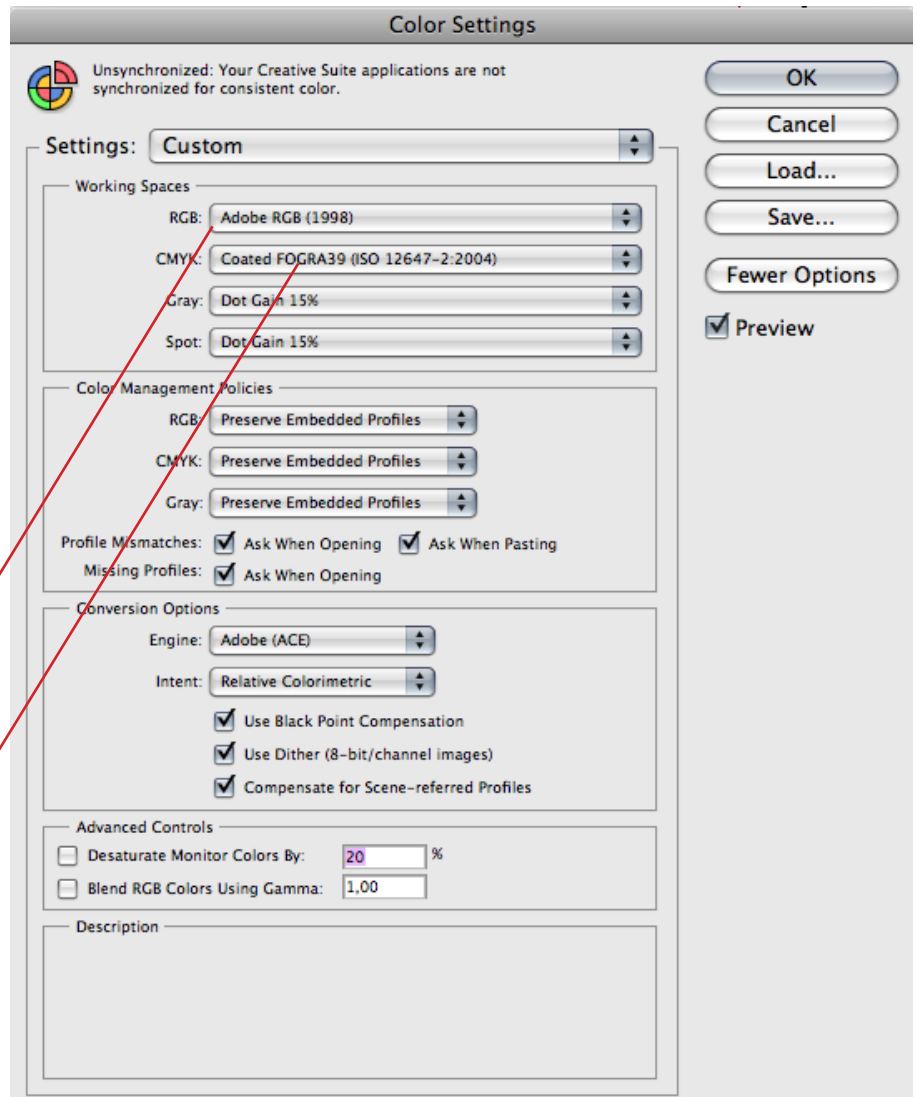 Color Settings
Unsynchronized: Your Creative Suite applications are not
synchronized for consistent color.
Settings: Custom
Working Spaces
RGB: Adobe RGB (1998)
CMYK: Coated FOGRA39 (ISO 12647-2:2004)
Gray: Dot Gain 15%
Spot: Dot Gain 15%
Color Management Policies
RGB: Preserve Embedded Profiles
CMYK: Preserve Embedded Profiles
Gray: Preserve Embedded Profiles
Profile Mismatches: Ask When Opening Ask When Pasting
Missing Profiles: Ask When Opening
Conversion Options
Engine: Adobe (ACE)
Intent: Relative Colorimetric
Use Black Point Compensation
Use Dither (8-bit/channel images)
Compensate for Scene-referred Profiles
Advanced Controls
Desaturate Monitor Colors By: 20 %
Blend RGB Colors Using Gamma: 1,00
Description
OK
Cancel
Load...
Save...
Fewer Options
Preview